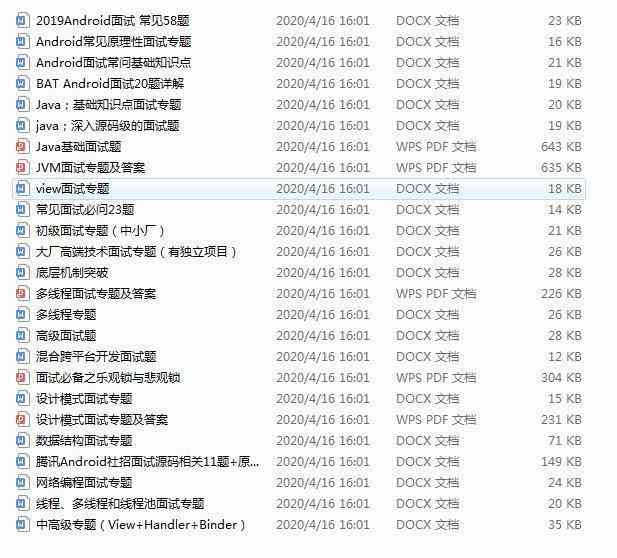 2019Android面试 常见58题 2020/4/16 16:01 DOCX 文档 23 KB
Android常见原理性面试专题 2020/4/16 16:01 DOCX 文档 16 KB
Android面试常问基础知识点 2020/4/16 16:01 DOCX 文档 21 KB
BAT Android面试20题详解 2020/4/16 16:01 DOCX 文档 19 KB
Java；基础知识点面试专题 2020/4/16 16:01 DOCX 文档 20 KB
java；深入源码级的面试题 2020/4/16 16:01 DOCX 文档 19 KB
Java基础面试题 2020/4/16 16:01 WPS PDF 文档 643 KB
JVM面试专题及答案 2020/4/16 16:01 WPS PDF 文档 635 KB
view面试专题 2020/4/16 16:01 DOCX 文档 18 KB
常见面试必问23题 2020/4/16 16:01 DOCX 文档 14 KB
初级面试专题（中小厂） 2020/4/16 16:01 DOCX 文档 21 KB
大厂高端技术面试专题（有独立项目） 2020/4/16 16:01 DOCX 文档 26 KB
底层机制突破 2020/4/16 16:01 DOCX 文档 28 KB
多线程面试专题及答案 2020/4/16 16:01 WPS PDF 文档 226 KB
多线程专题 2020/4/16 16:01 DOCX 文档 26 KB
高级面试题 2020/4/16 16:01 DOCX 文档 28 KB
混合跨平台开发面试题 2020/4/16 16:01 DOCX 文档 12 KB
面试必备之乐观锁与悲观锁 2020/4/16 16:01 WPS PDF 文档 304 KB
设计模式面试专题 2020/4/16 16:01 DOCX 文档 15 KB
设计模式面试专题及答案 2020/4/16 16:01 WPS PDF 文档 231 KB
数据结构面试专题 2020/4/16 16:01 DOCX 文档 71 KB
腾讯Android社招面试源码相关11题+原... 2020/4/16 16:01 DOCX 文档 149 KB
网络编程面试专题 2020/4/16 16:01 DOCX 文档 24 KB
线程、多线程和线程池面试专题 2020/4/16 16:01 DOCX 文档 20 KB
中高级专题（View+Handler+Binder） 2020/4/16 16:01 DOCX 文档 35 KB